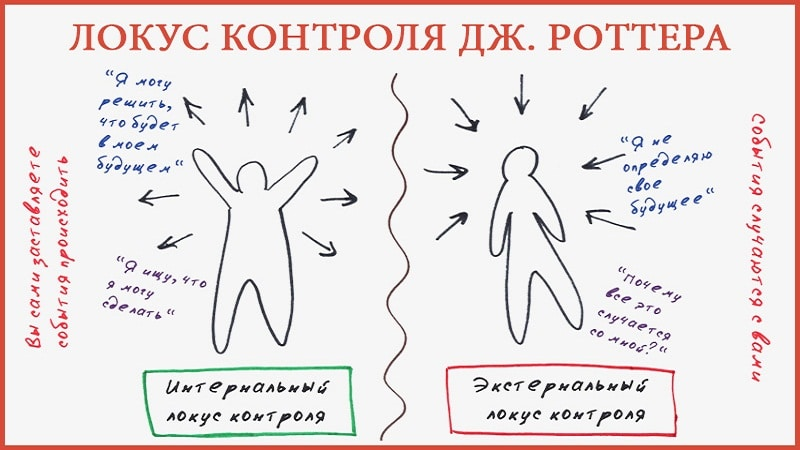 ЛОКУС КОНТРОЛЯ ДЖ. РОТТЕРА
"Я могу
решить,
что будет
в моем
будущем"
Вы сами заставляете
события происходить
"Я ищу, что
я могу
сделать"
Интернальный
локус контроля
"Я не
определяю
свое
будущее"
События случаются с вами
"Почему
все это
случается
со мной?"
Экстернальный
локус контроля